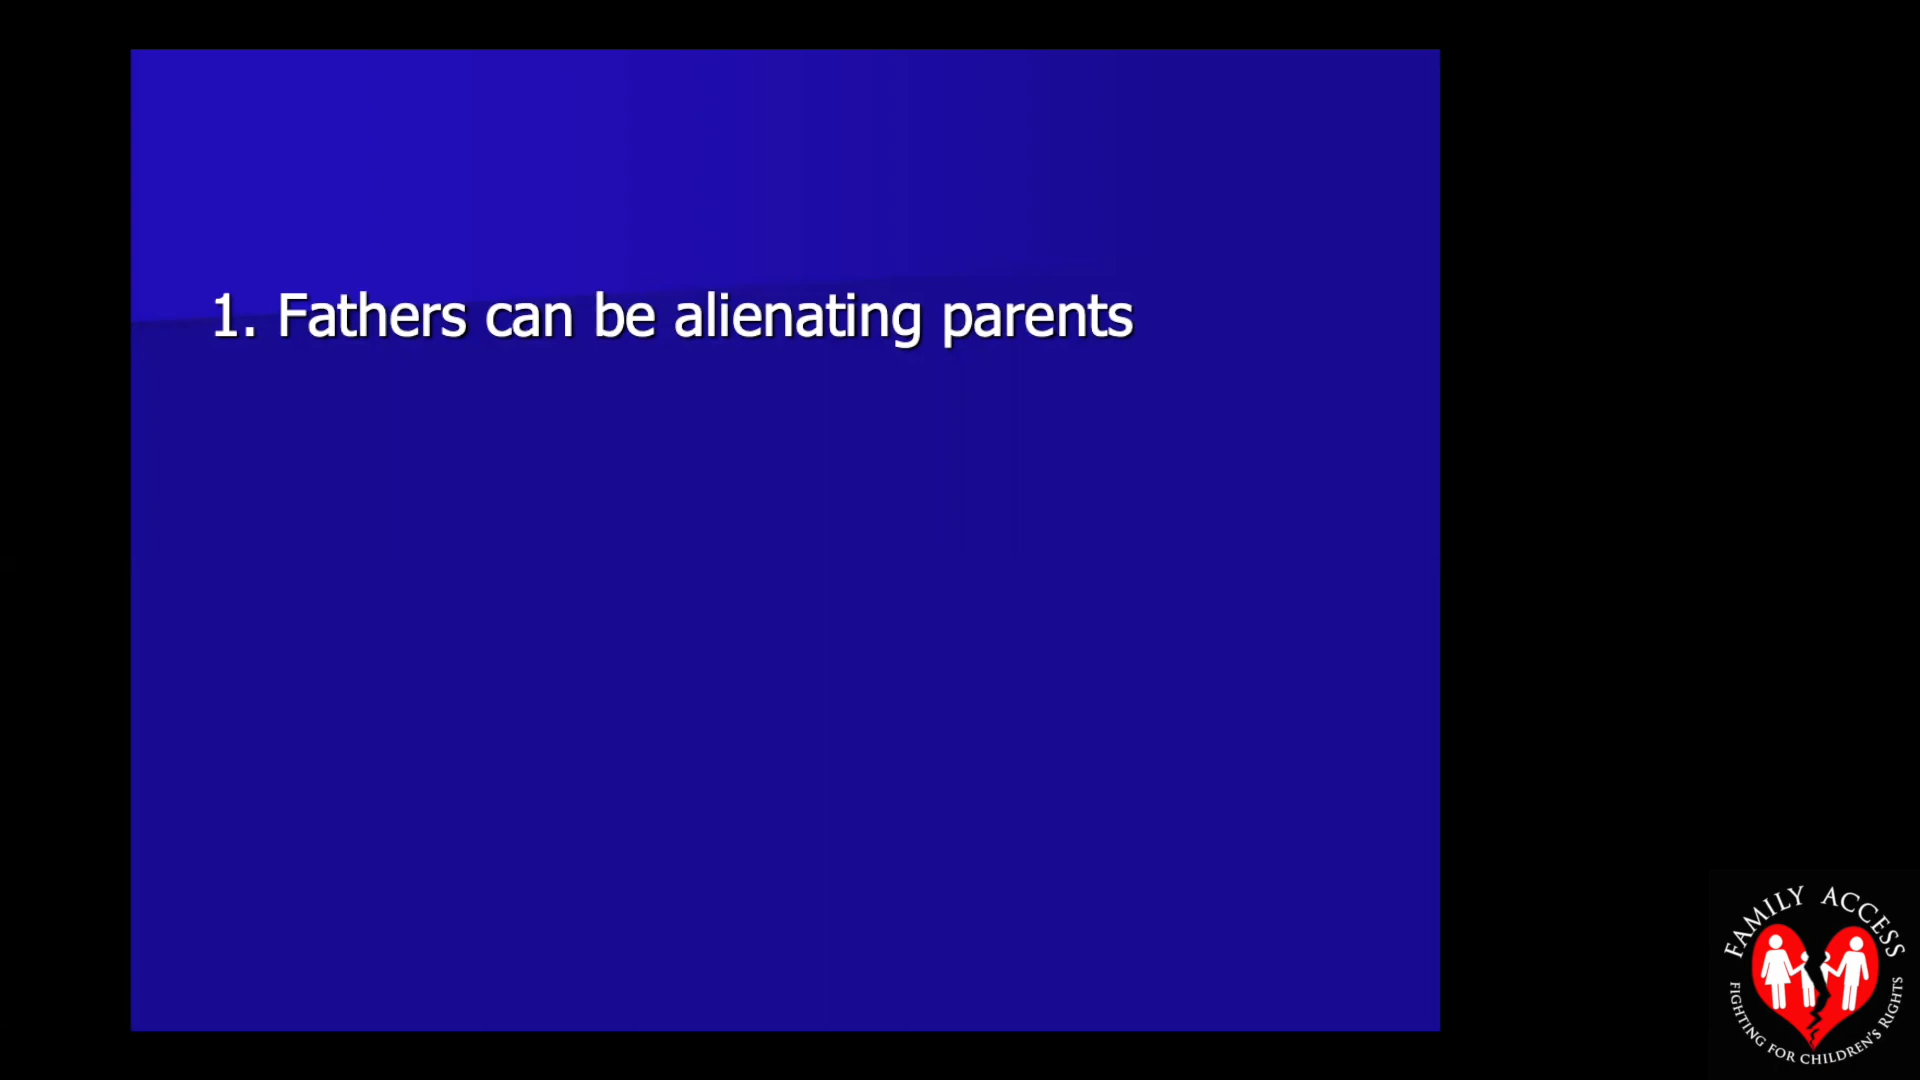 1. Fathers can be alienating parents
FAMILY ACCESS
FIGHTING FOR CHILDREN'S RIGHTS